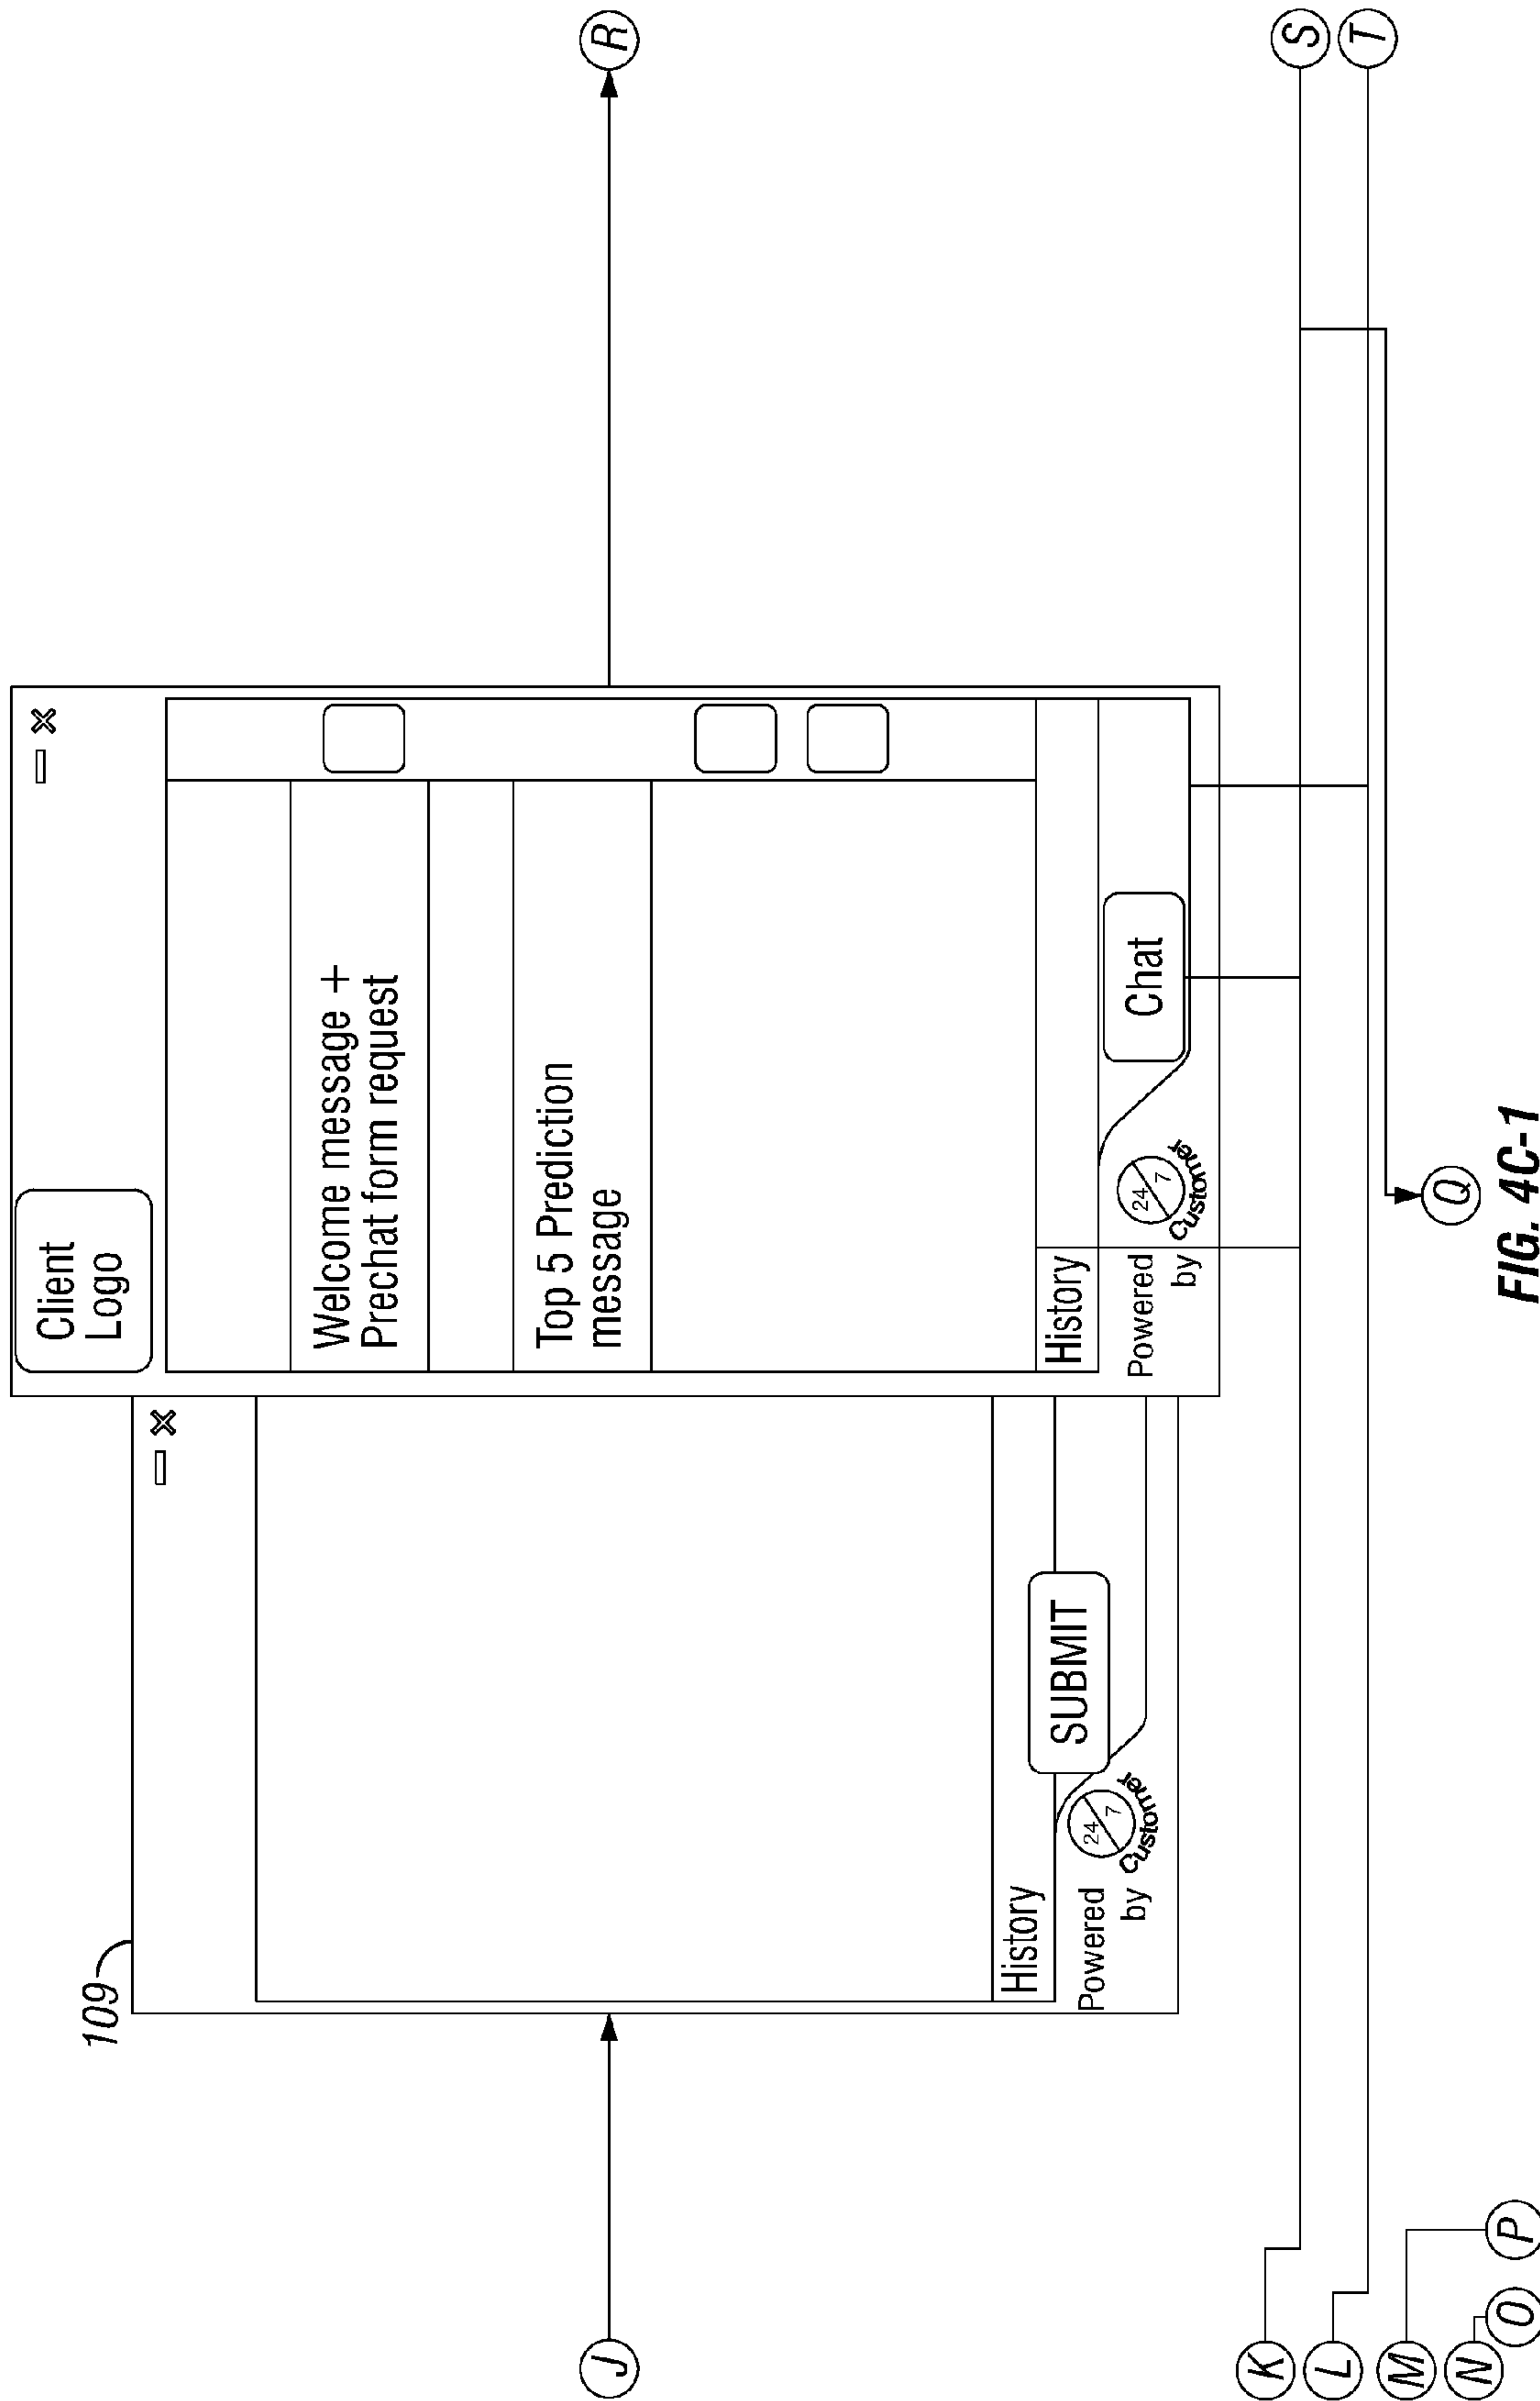 109
Client
Logo
Welcome message +
Prechat form request
Top 5 Prediction
message
History
Powered
by
24
7
Customer
Chat
History
Powered
by
24
7
Customer
SUBMIT
J
R
K
S
L
T
M
N
O
P
Q
FIG. 4C-1